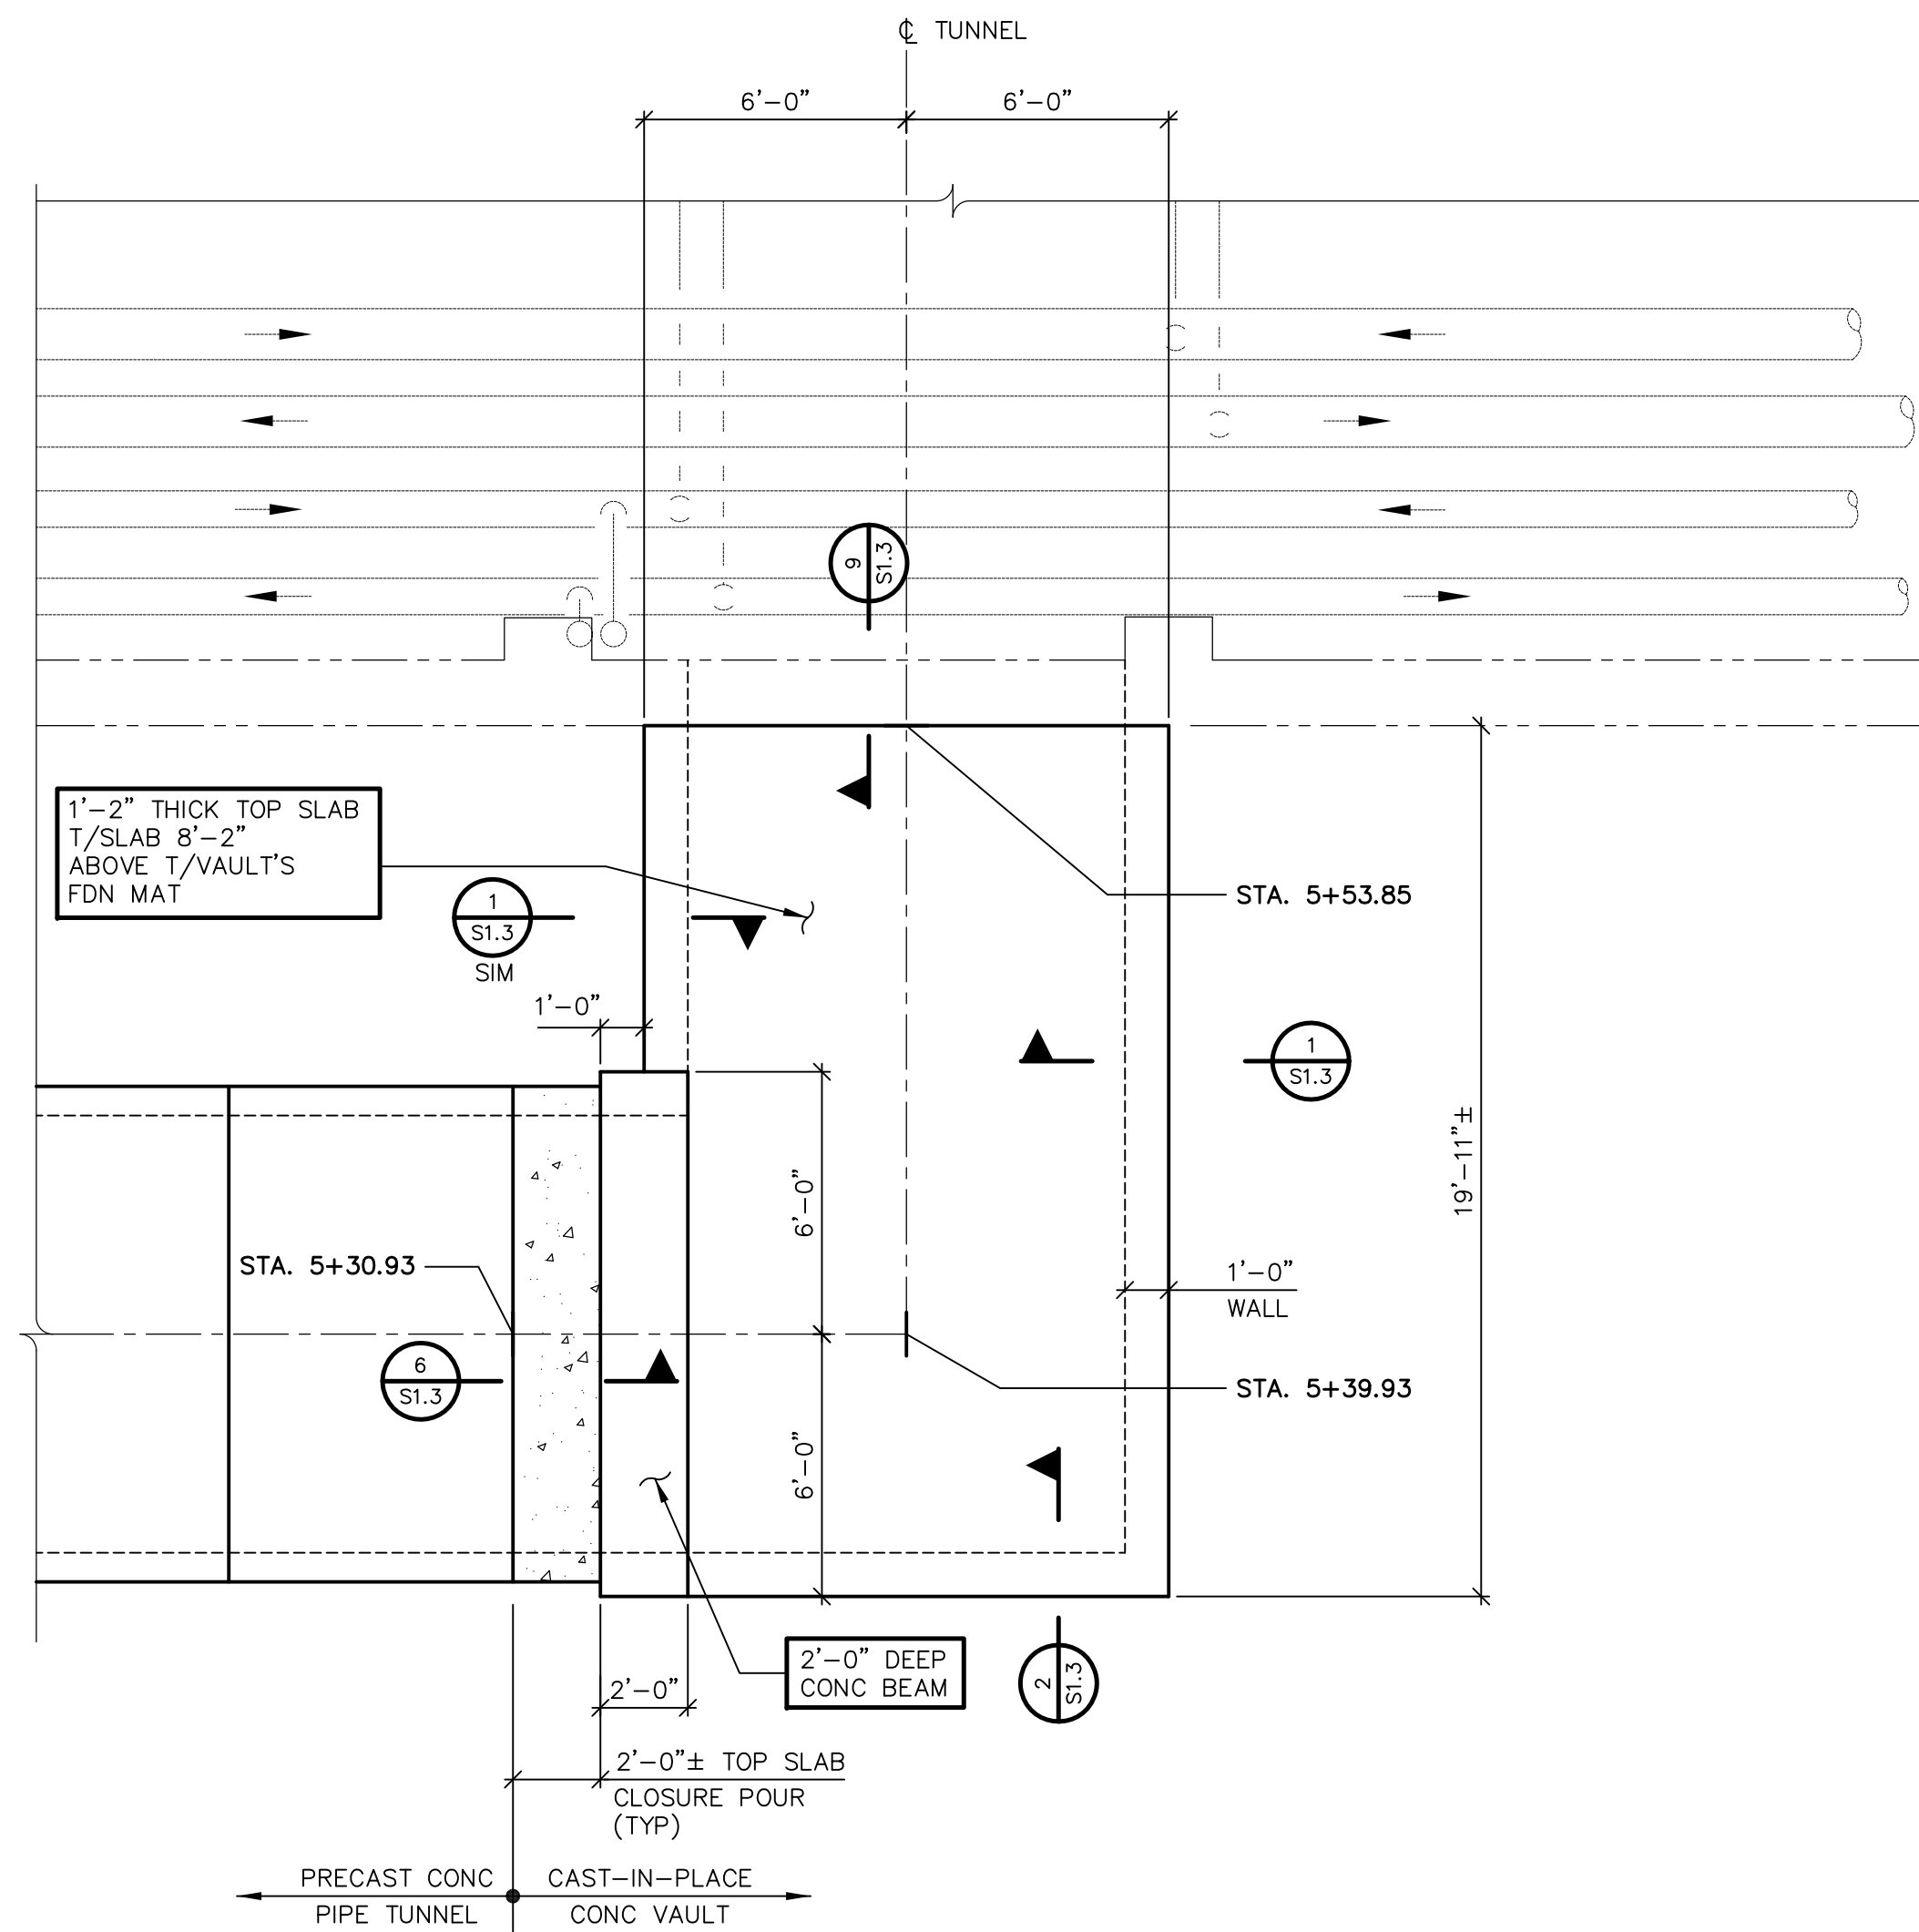 ℄ TUNNEL
6'-0"
6'-0"
9
S1.3
1'-2" THICK TOP SLAB
T/SLAB 8'-2"
ABOVE T/VAULT'S
FDN MAT
STA. 5+53.85
1
S1.3
SIM
1'-0"
1
S1.3
19'-11"±
6'-0"
STA. 5+30.93
1'-0"
WALL
6
S1.3
STA. 5+39.93
6'-0"
2'-0" DEEP
CONC BEAM
2
S1.3
2'-0"
2'-0"± TOP SLAB
CLOSURE POUR
(TYP)
PRECAST CONC
PIPE TUNNEL
CAST-IN-PLACE
CONC VAULT